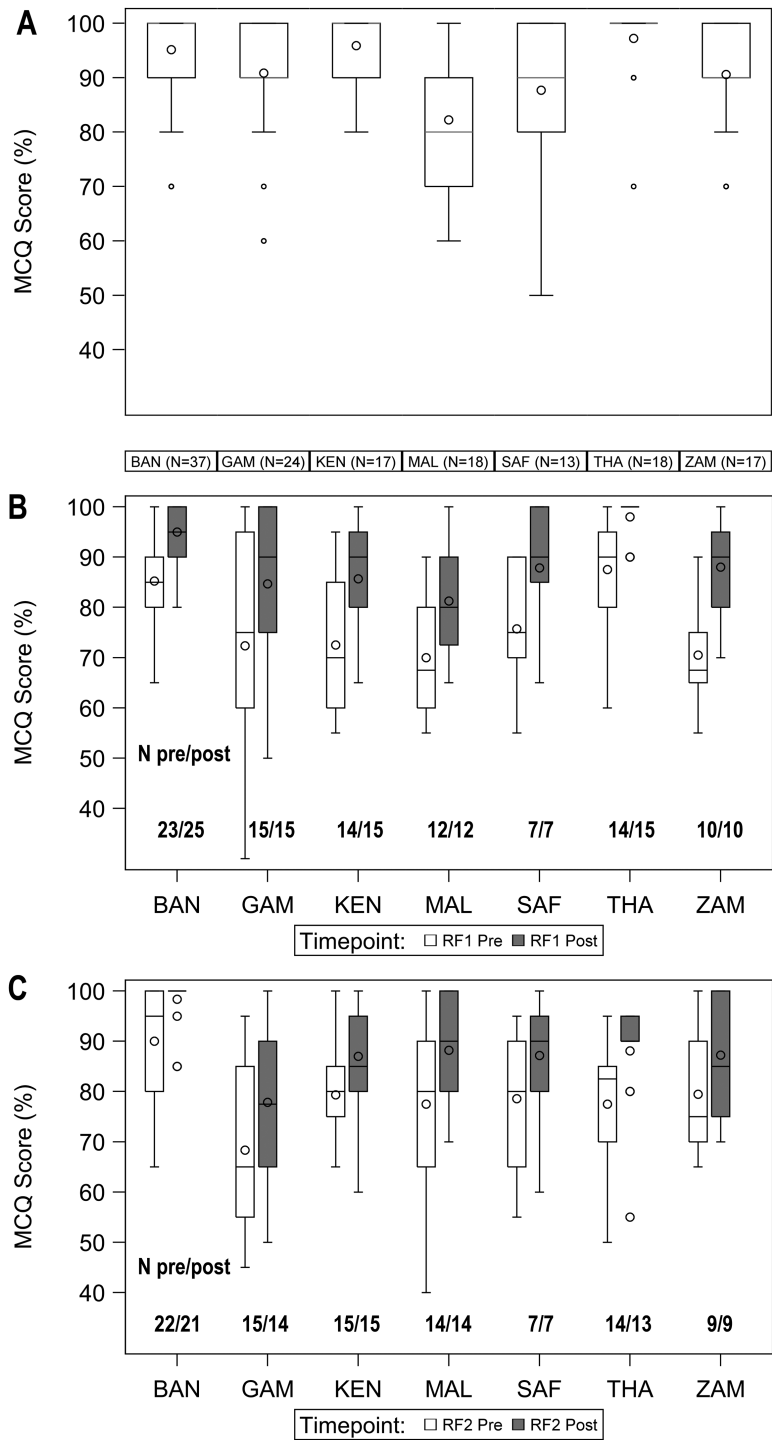 A
MCQ Score (%)
100
90
80
70
60
50
40
BAN (N=37) GAM (N=24) KEN (N=17) MAL (N=18) SAF (N=13) THA (N=18) ZAM (N=17)
B
MCQ Score (%)
100
90
80
70
60
50
40
N pre/post
23/25 15/15 14/15 12/12 7/7 14/15 10/10
BAN GAM KEN MAL SAF THA ZAM
Timepoint: RF1 Pre RF1 Post
C
MCQ Score (%)
100
90
80
70
60
50
40
N pre/post
22/21 15/14 15/15 14/14 7/7 14/13 9/9
BAN GAM KEN MAL SAF THA ZAM
Timepoint: RF2 Pre RF2 Post